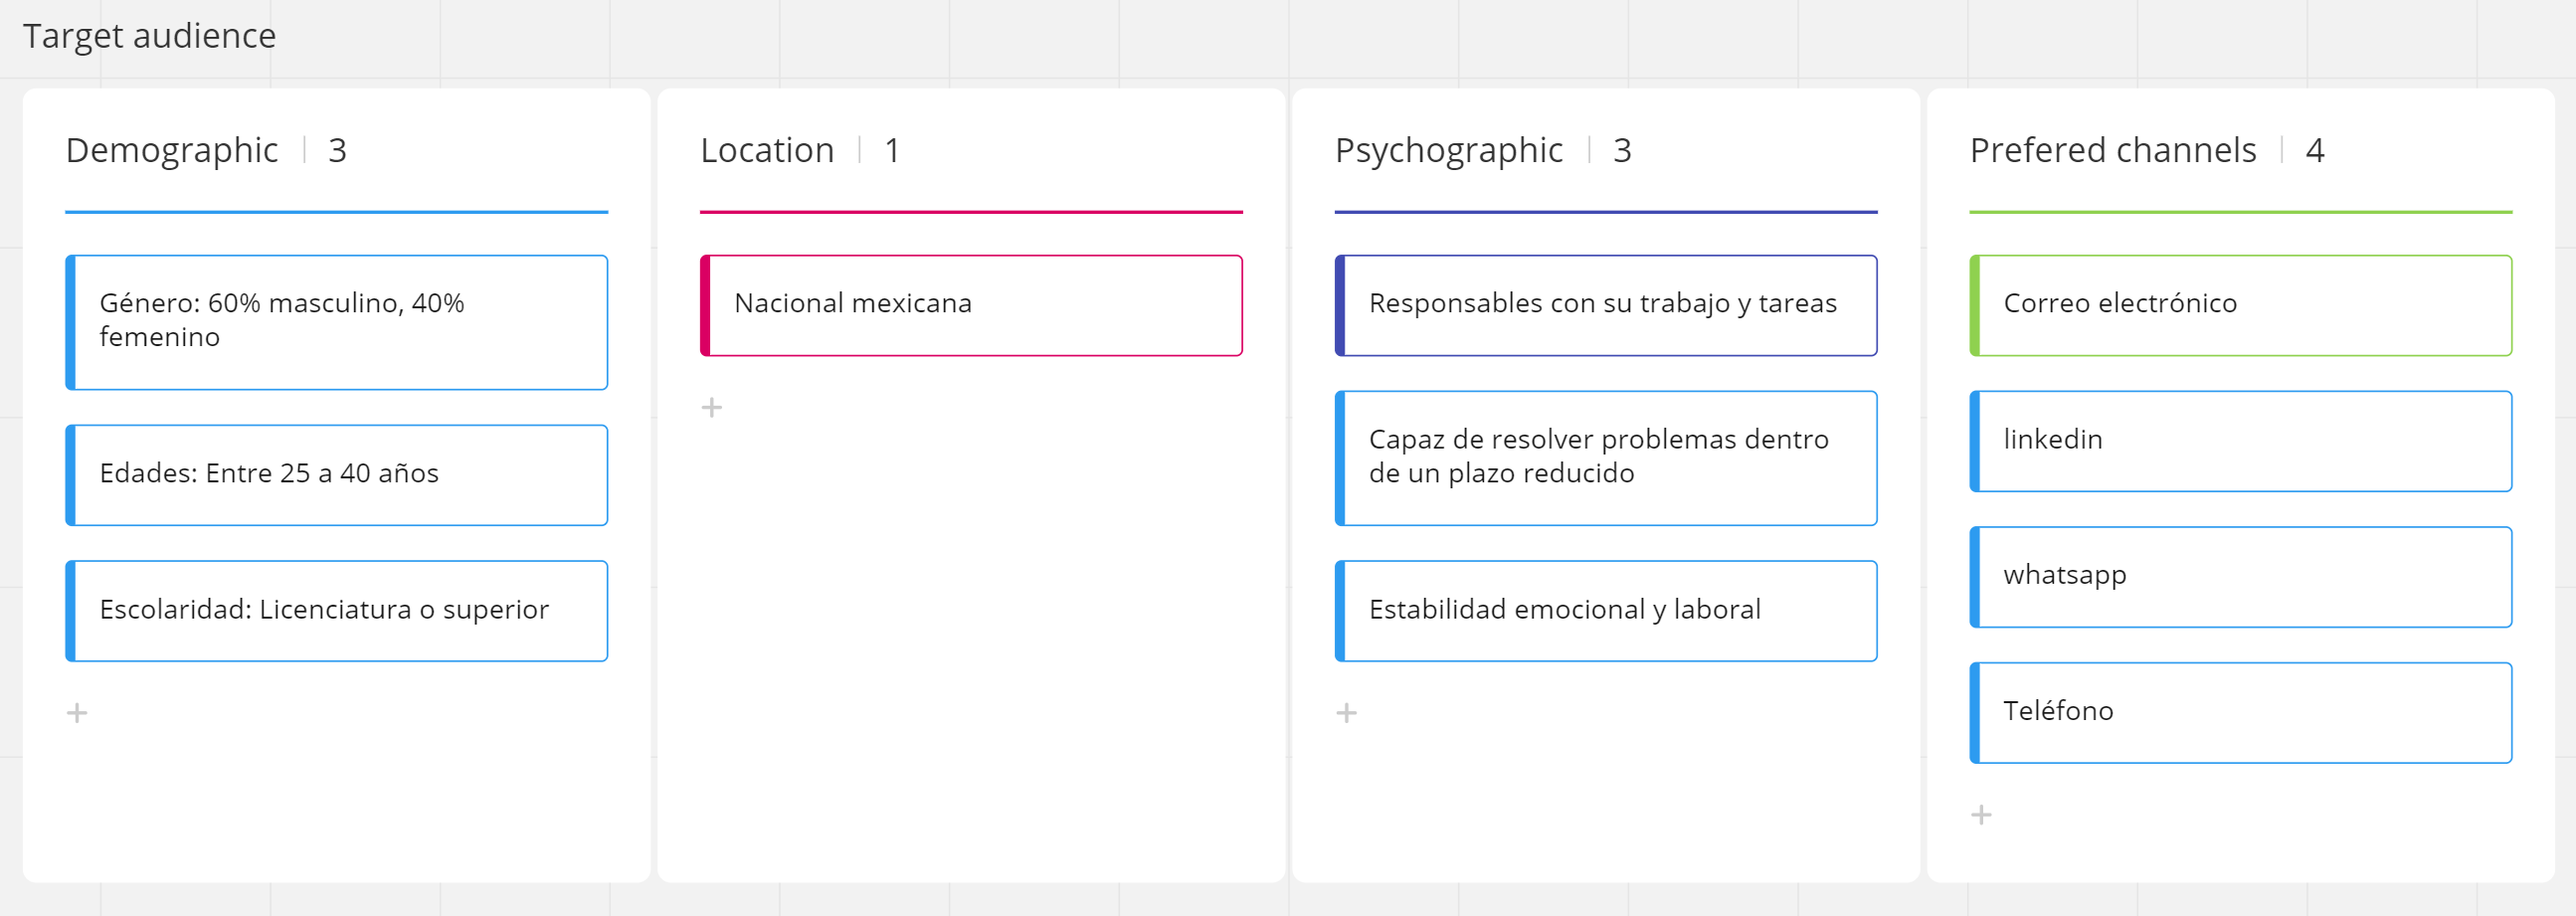 Target audience
Demographic | 3
Género: 60% masculino, 40%
femenino
Edades: Entre 25 a 40 años
Escolaridad: Licenciatura o superior
Location | 1
Nacional mexicana
Psychographic | 3
Responsables con su trabajo y tareas
Capaz de resolver problemas dentro
de un plazo reducido
Estabilidad emocional y laboral
Prefered channels | 4
Correo electrónico
linkedin
whatsapp
Teléfono